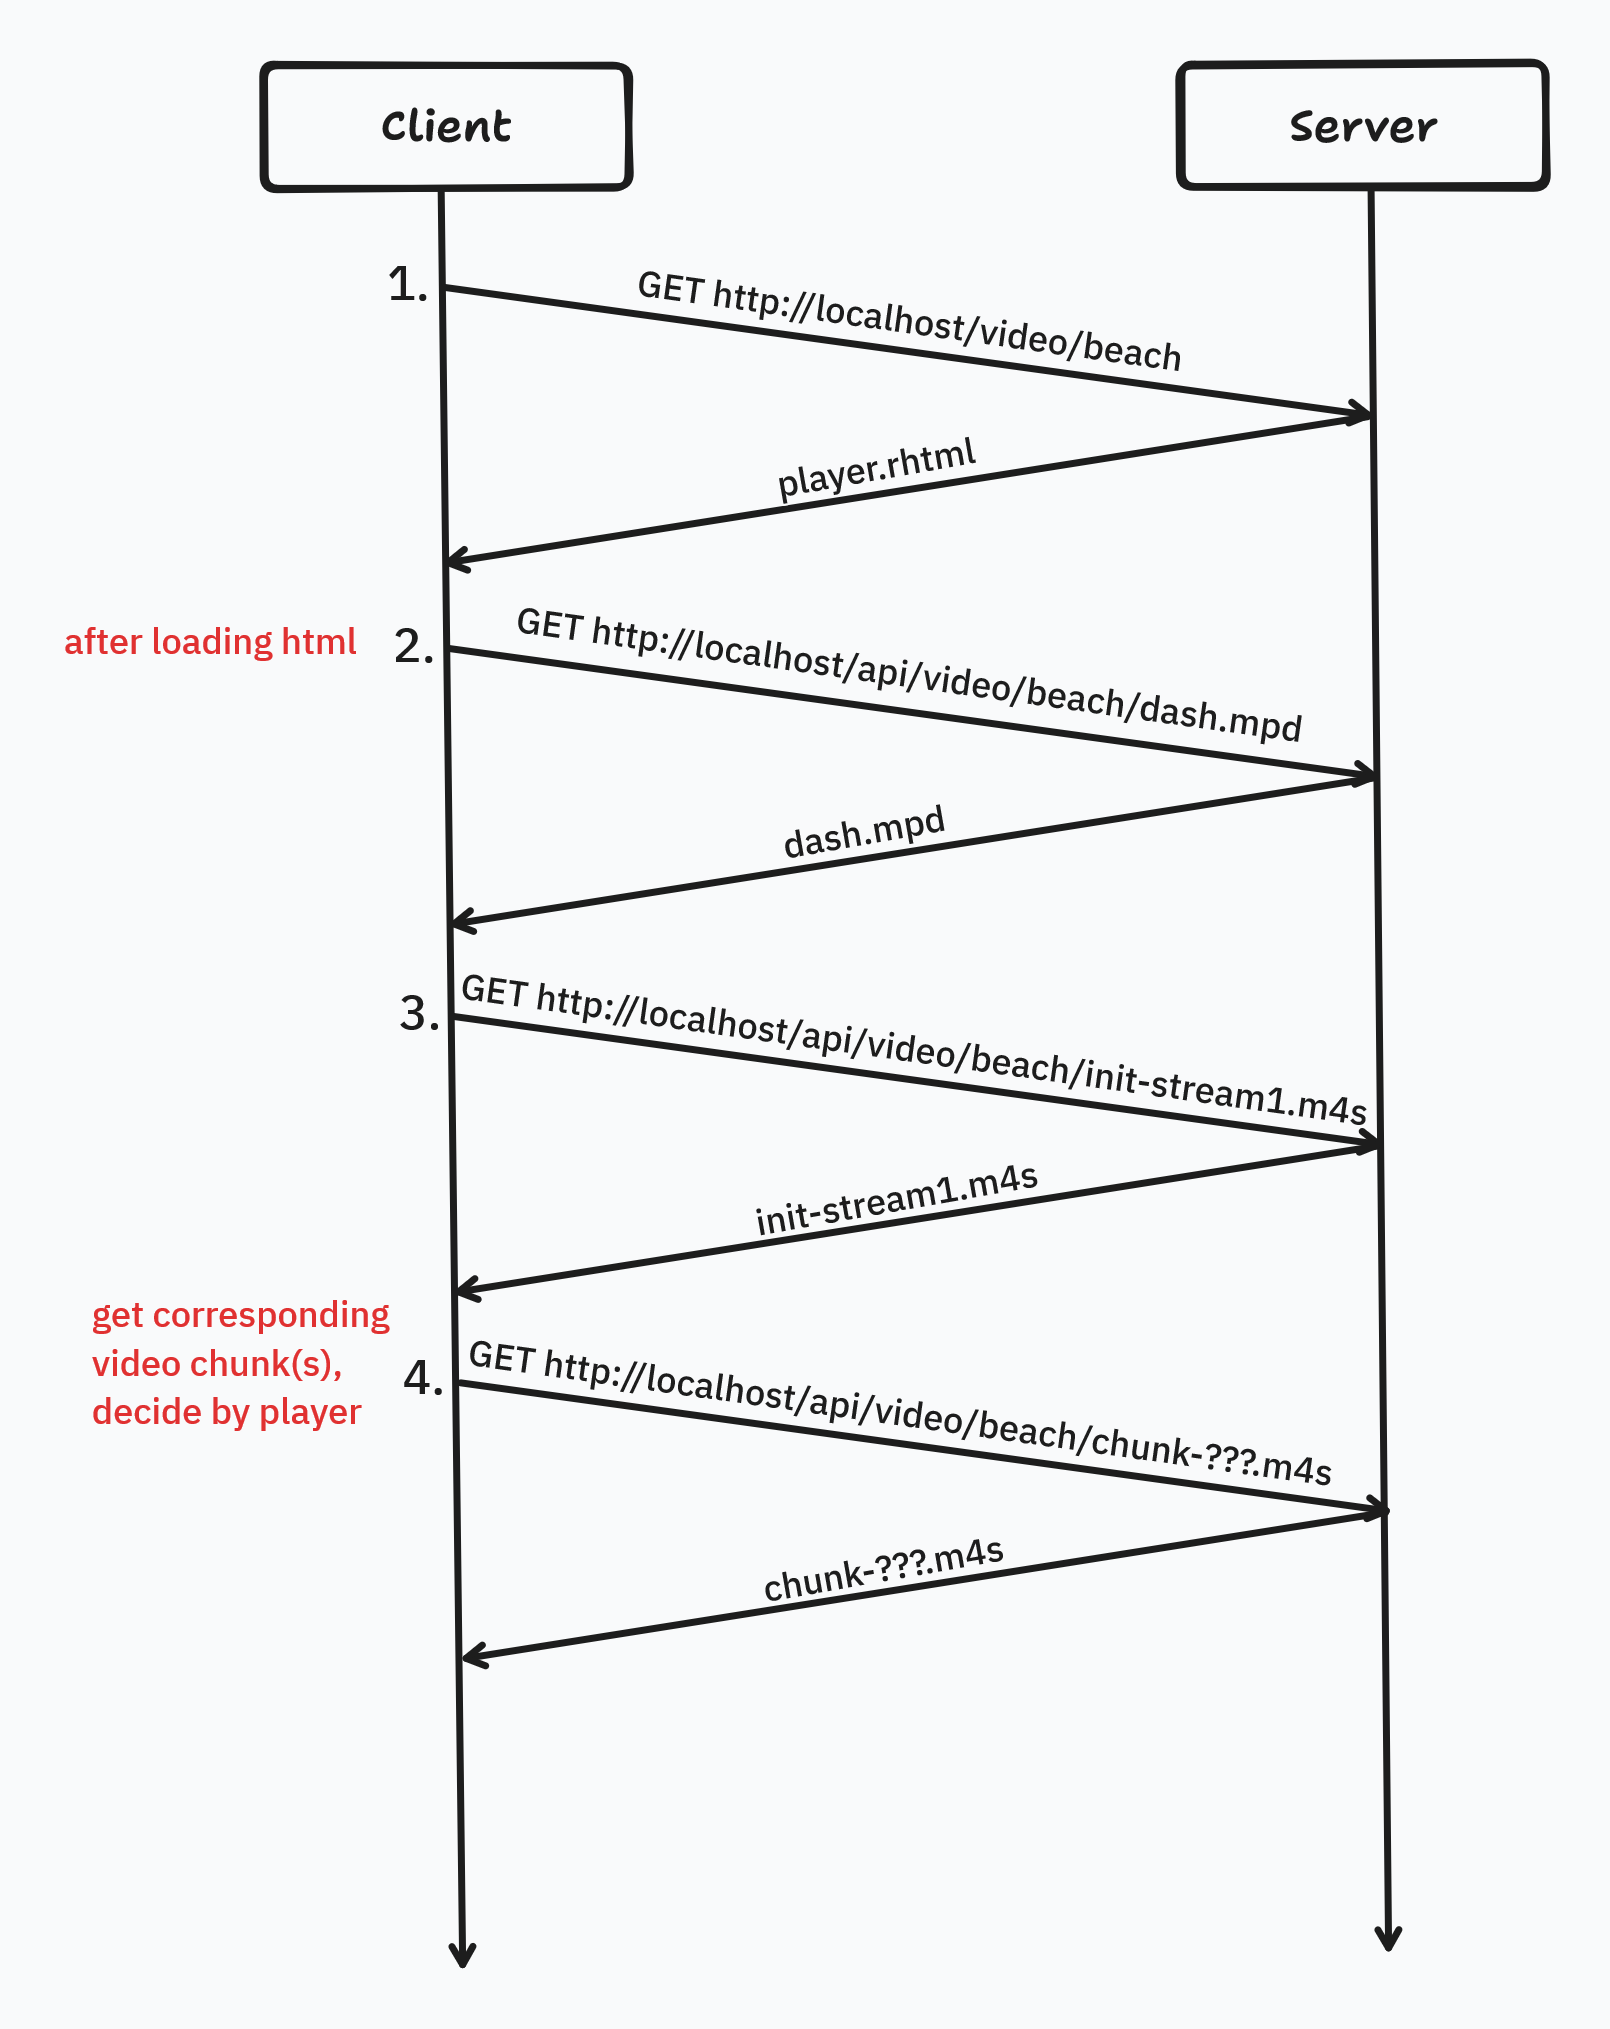 Client
Server
1.
GET http://localhost/video/beach
player.rhtml
after loading html
2.
GET http://localhost/api/video/beach/dash.mpd
dash.mpd
3.
GET http://localhost/api/video/beach/init-stream1.m4s
init-stream1.m4s
get corresponding
video chunk(s),
decide by player
4.
GET http://localhost/api/video/beach/chunk-???.m4s
chunk-???.m4s